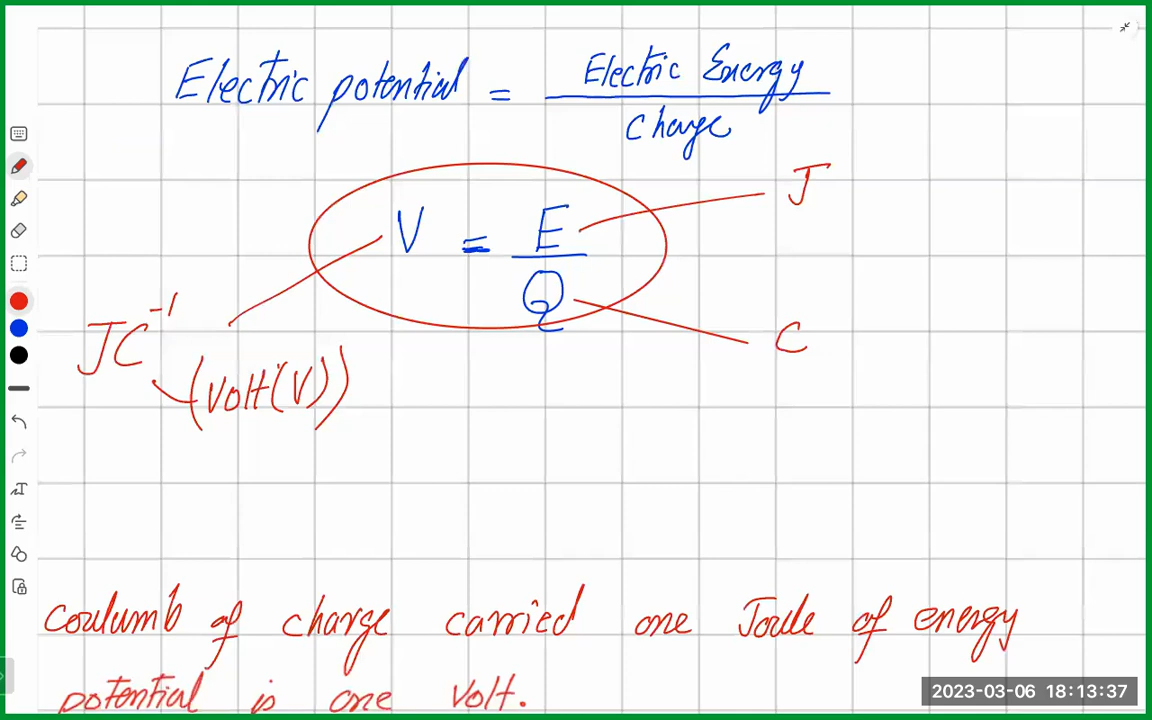 Electric potential = Electric Energy / Charge
V = E / Q
J
C
JC⁻¹
(Volt(V))
Coulumb of charge carried one Joule of energy
potential is one Volt.
2023-03-06 18:13:37